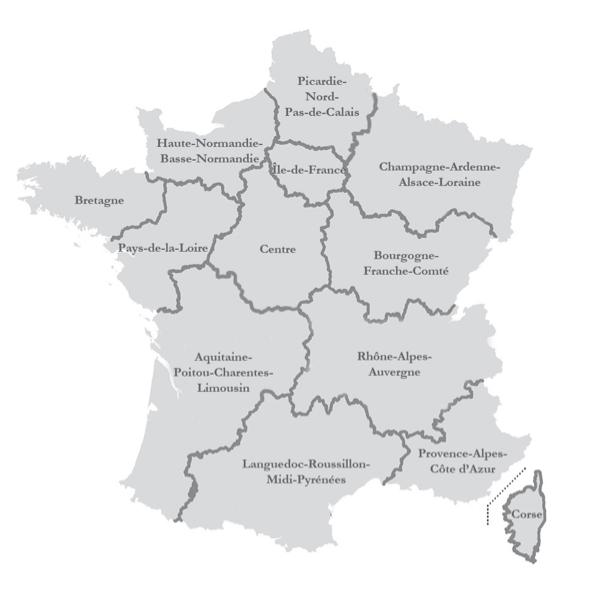 Picardie-
Nord-
Pas-de-Calais
Haute-Normandie-
Basse-Normandie
Île-de-France
Champagne-Ardenne-
Alsace-Loraine
Bretagne
Pays-de-la-Loire
Centre
Bourgogne-
Franche-Comté
Aquitaine-
Poitou-Charentes-
Limousin
Rhône-Alpes-
Auvergne
Languedoc-Roussillon-
Midi-Pyrénées
Provence-Alpes-
Côte d'Azur
Corse